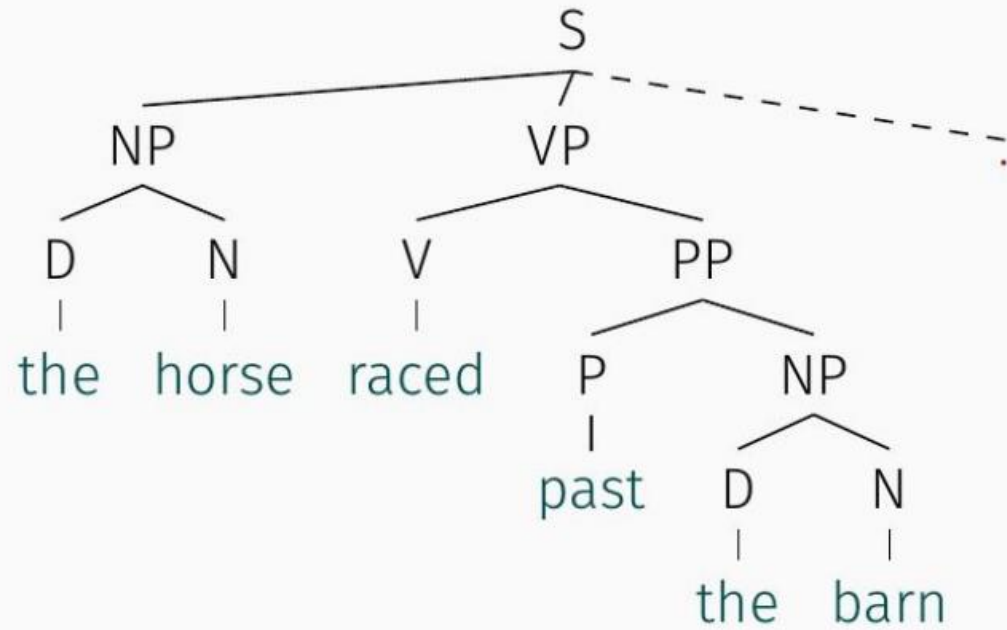 S
NP VP
D N V PP
the horse raced P NP
past D N
the barn